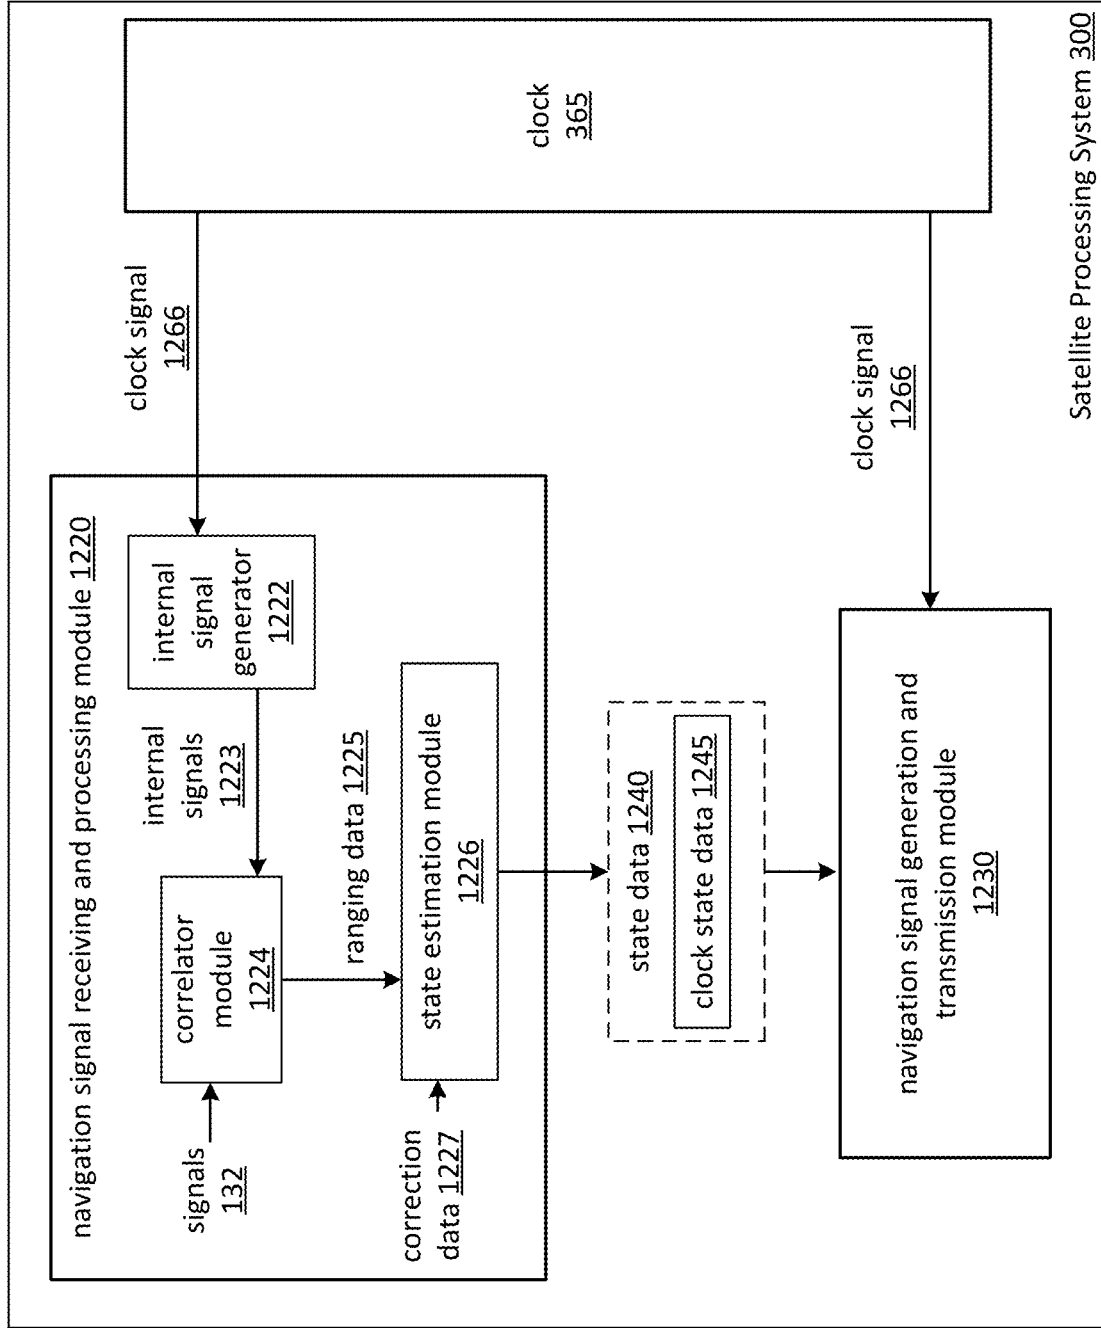 navigation signal receiving and processing module 1220
signals
132
correlator
module
1224
internal
signals
1223
internal
signal
generator
1222
clock signal
1266
clock
365
ranging data 1225
correction
data 1227
state estimation module
1226
state data 1240
clock state data 1245
clock signal
1266
navigation signal generation and
transmission module
1230
Satellite Processing System 300